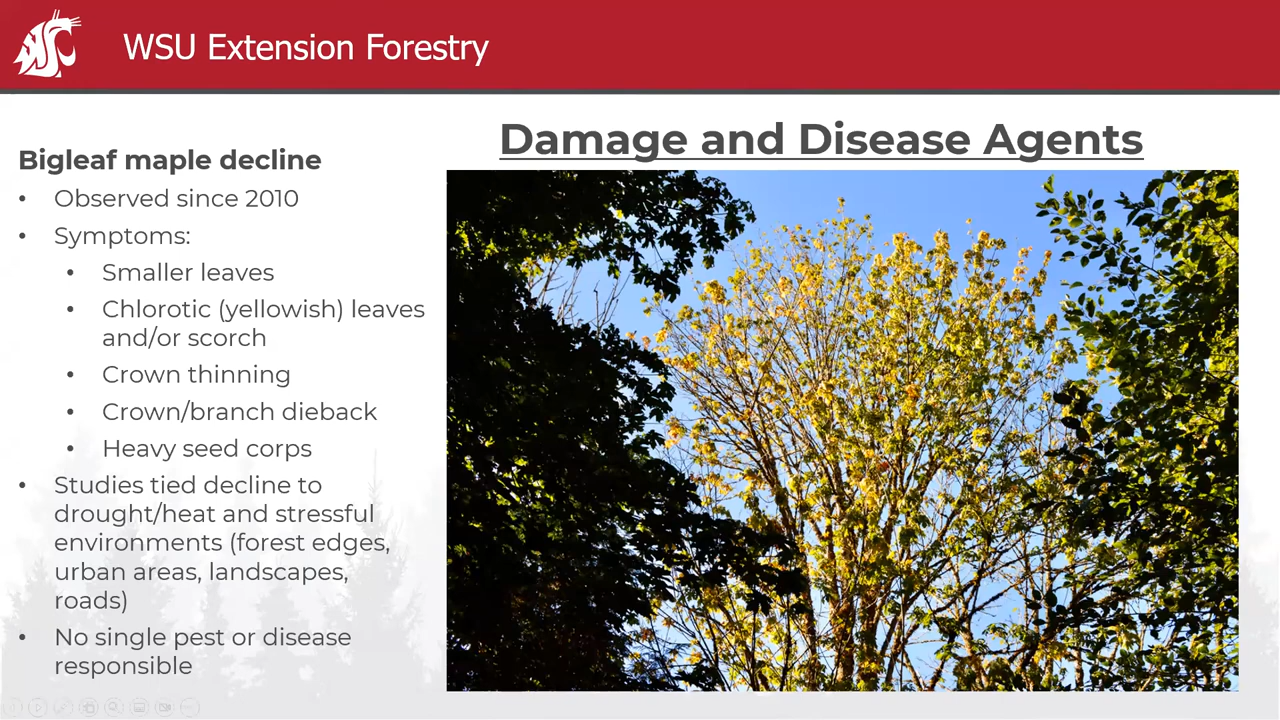 WSU Extension Forestry
Damage and Disease Agents
Bigleaf maple decline
• Observed since 2010
• Symptoms:
• Smaller leaves
• Chlorotic (yellowish) leaves
and/or scorch
• Crown thinning
• Crown/branch dieback
• Heavy seed corps
• Studies tied decline to
drought/heat and stressful
environments (forest edges,
urban areas, landscapes,
roads)
• No single pest or disease
responsible